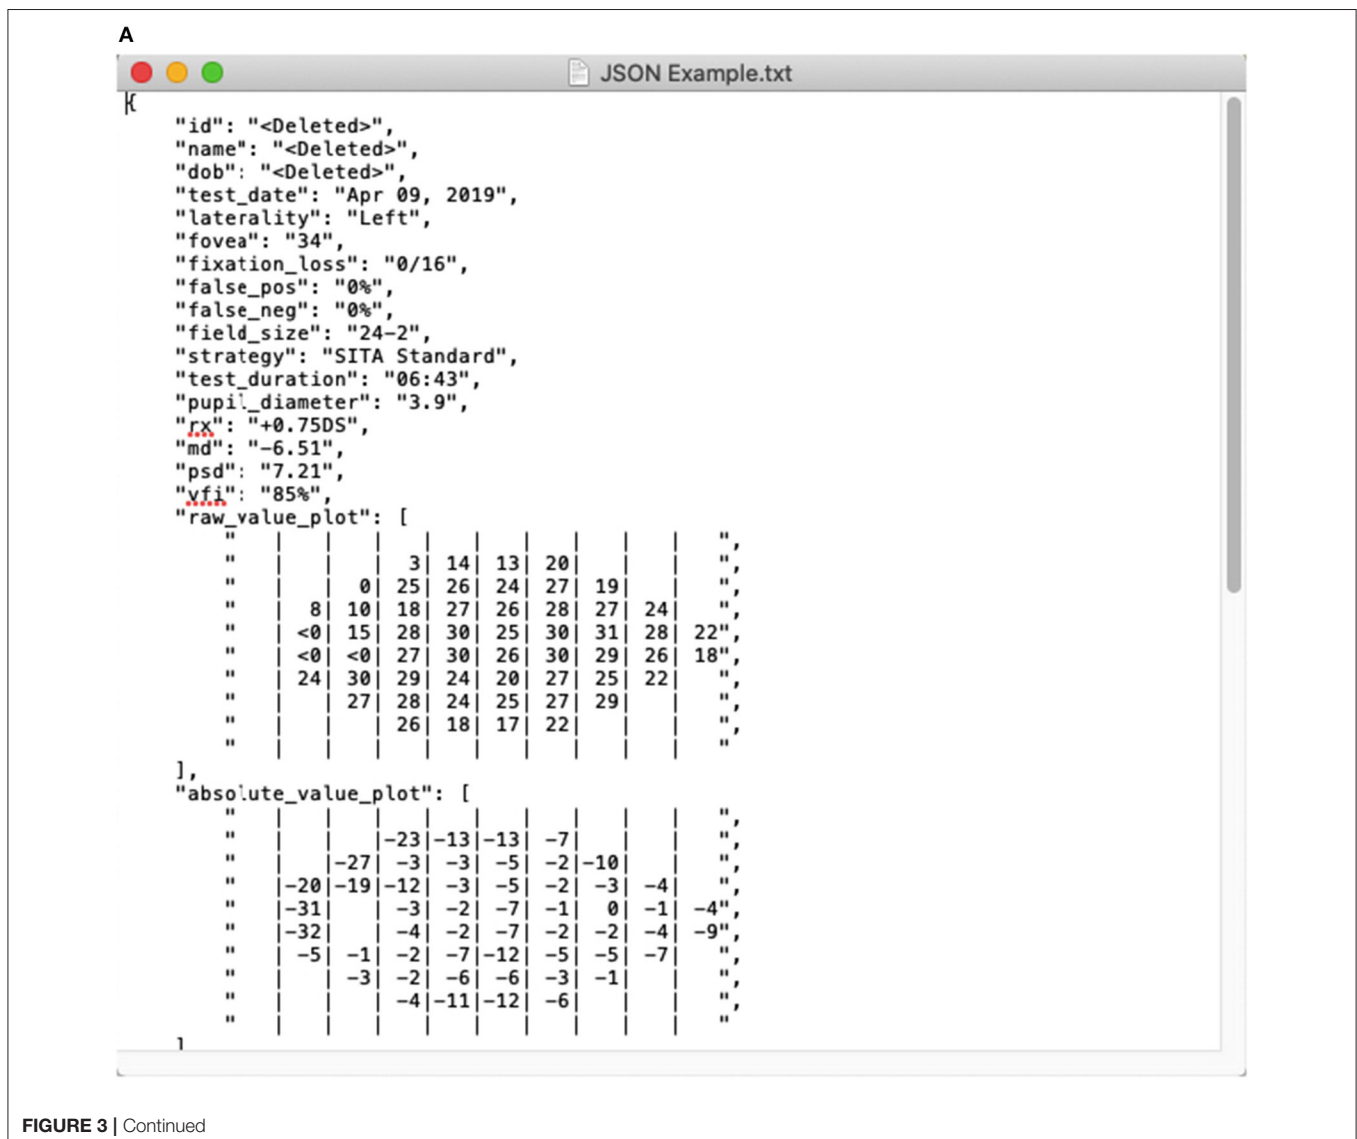 A
JSON Example.txt
{
    "id": "<Deleted>",
    "name": "<Deleted>",
    "dob": "<Deleted>",
    "test_date": "Apr 09, 2019",
    "laterality": "Left",
    "fovea": "34",
    "fixation_loss": "0/16",
    "false_pos": "0%",
    "false_neg": "0%",
    "field_size": "24-2",
    "strategy": "SITA Standard",
    "test_duration": "06:43",
    "pupil_diameter": "3.9",
    "rx": "+0.75DS",
    "md": "-6.51",
    "psd": "7.21",
    "vfi": "85%",
    "raw_value_plot": [
        "   |   |   |   |   |   |   |   |   |   ",
        "   |   |   |  3| 14| 13| 20|   |   |   ",
        "   |   |  0| 25| 26| 24| 27| 19|   |   ",
        "   |  8| 10| 18| 27| 26| 28| 27| 24|   ",
        "   | <0| 15| 28| 30| 25| 30| 31| 28| 22",
        "   | <0| <0| 27| 30| 26| 30| 29| 26| 18",
        "   | 24| 30| 29| 24| 20| 27| 25| 22|   ",
        "   |   | 27| 28| 24| 25| 27| 29|   |   ",
        "   |   |   | 26| 18| 17| 22|   |   |   ",
        "   |   |   |   |   |   |   |   |   |   "
    ],
    "absolute_value_plot": [
        "   |   |   |   |   |   |   |   |   |   ",
        "   |   |   |-23|-13|-13| -7|   |   |   ",
        "   |   |-27| -3| -3| -5| -2|-10|   |   ",
        "   |-20|-19|-12| -3| -5| -2| -3| -4|   ",
        "   |-31|   | -3| -2| -7| -1|  0| -1| -4",
        "   |-32|   | -4| -2| -7| -2| -2| -4| -9",
        "   | -5| -1| -2| -7|-12| -5| -5| -7|   ",
        "   |   | -3| -2| -6| -6| -3| -1|   |   ",
        "   |   |   | -4|-11|-12| -6|   |   |   ",
        "   |   |   |   |   |   |   |   |   |   "
    ]
FIGURE 3 | Continued